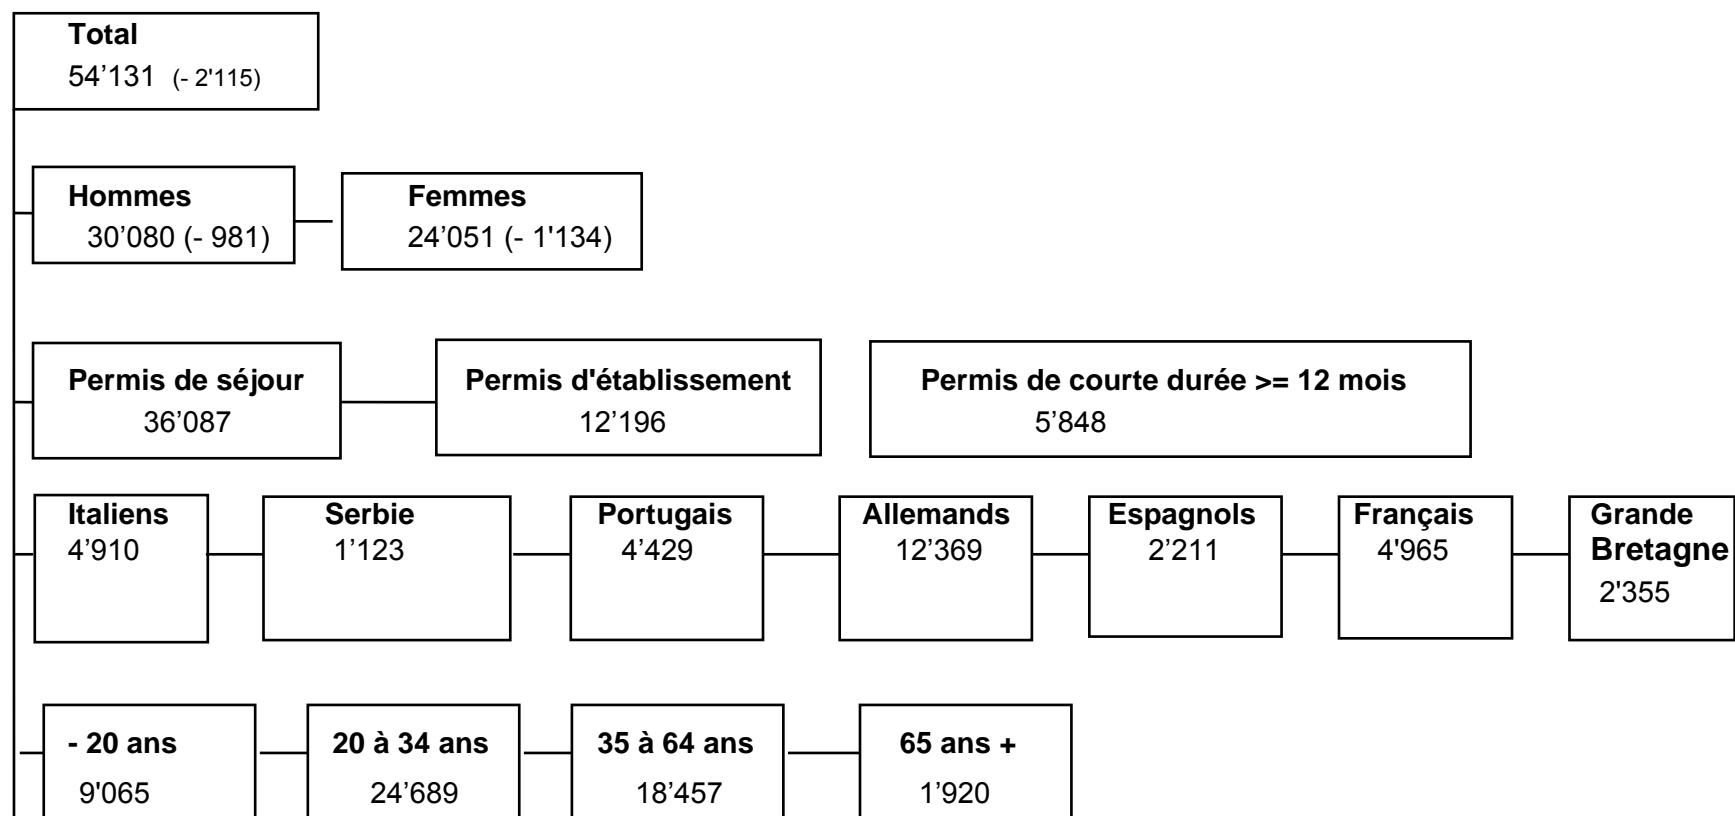 Total
54’131 (- 2'115)
Hommes
30’080 (- 981)
Femmes
24’051 (- 1'134)
Permis de séjour
36’087
Permis d'établissement
12’196
Permis de courte durée >= 12 mois
5’848
Italiens
4’910
Serbie
1’123
Portugais
4’429
Allemands
12’369
Espagnols
2’211
Français
4'965
Grande
Bretagne
2'355
- 20 ans
9'065
20 à 34 ans
24’689
35 à 64 ans
18’457
65 ans +
1’920